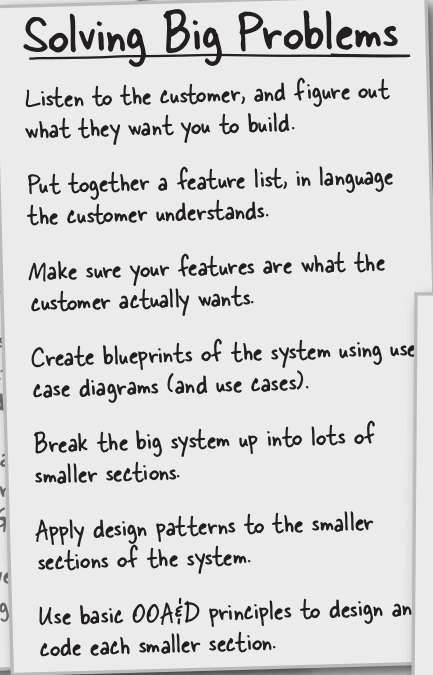 Solving Big Problems
Listen to the customer, and figure out
what they want you to build.
Put together a feature list, in language
the customer understands.
Make sure your features are what the
customer actually wants.
Create blueprints of the system using use
case diagrams (and use cases).
Break the big system up into lots of
smaller sections.
Apply design patterns to the smaller
sections of the system.
Use basic OOA&D principles to design an
code each smaller section.